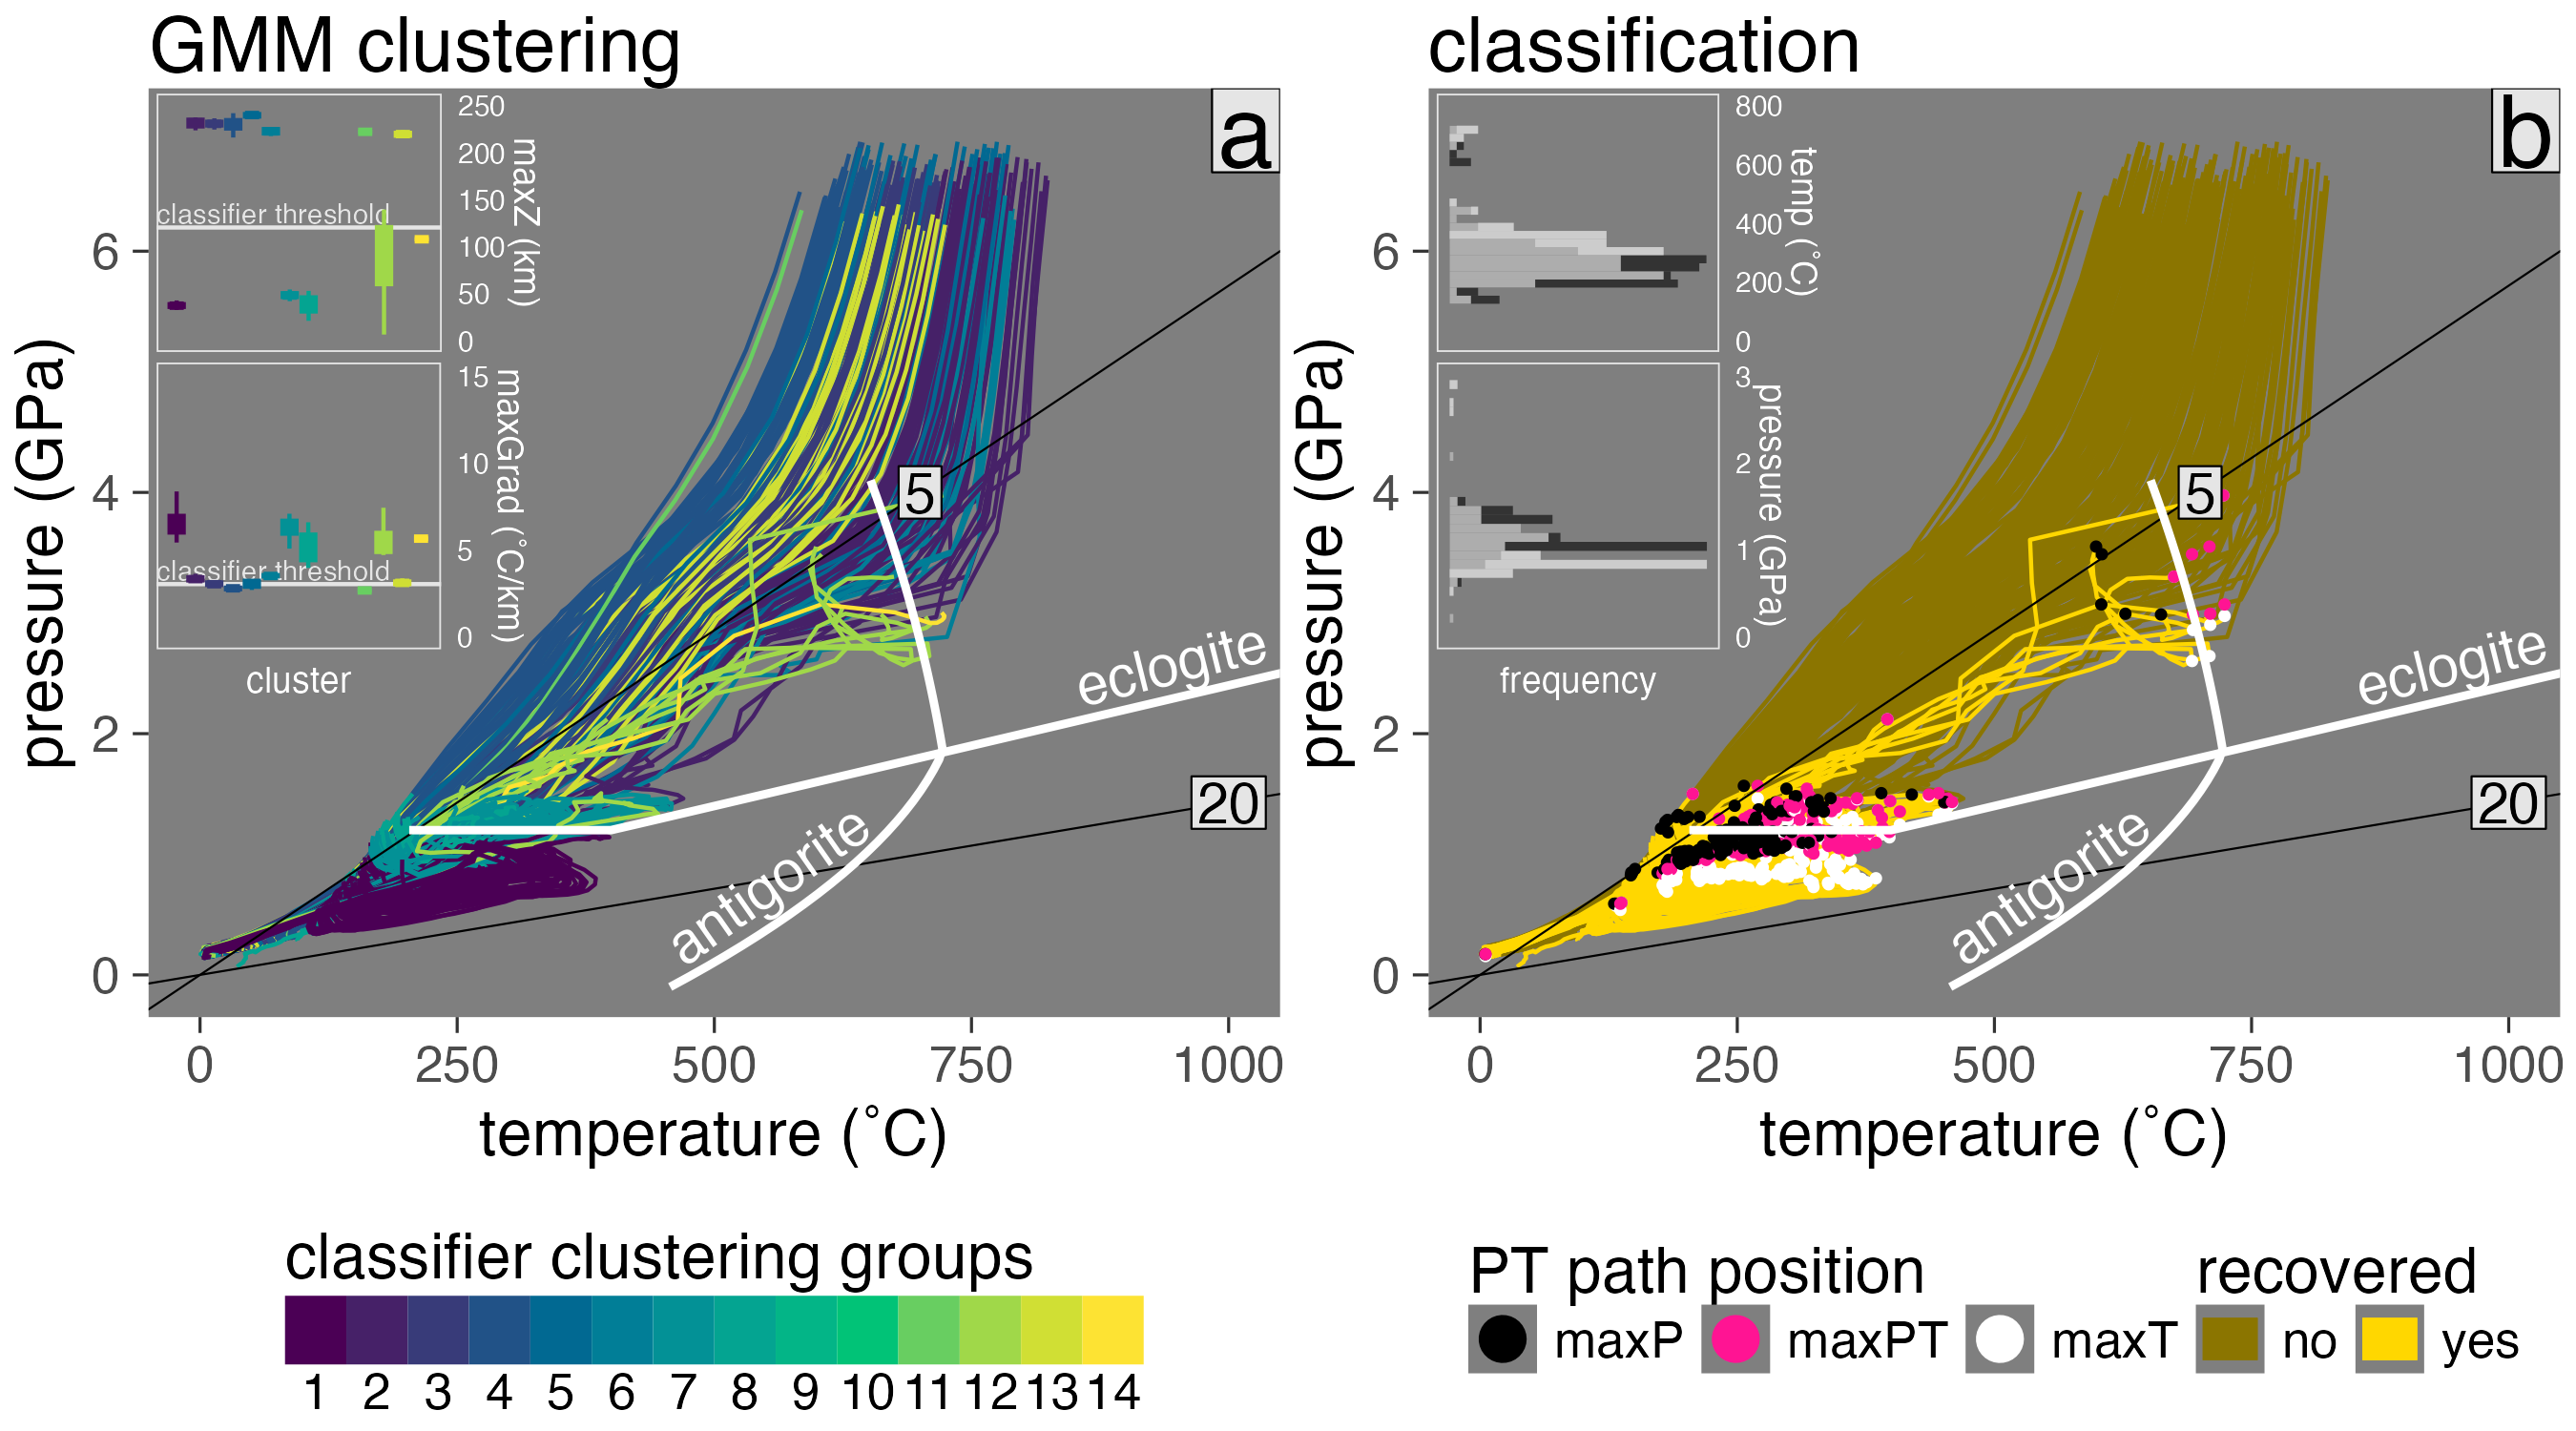 GMM clustering
a
250
200
150
100
50
0
maxZ (km)
classifier threshold
15
10
5
0
maxGrad (˚C/km)
classifier threshold
cluster
5
eclogite
20
antigorite
6
4
2
0
pressure (GPa)
0
250
500
750
1000
temperature (˚C)
classification
b
800
600
400
200
0
temp (˚C)
3
2
1
0
pressure (GPa)
frequency
5
eclogite
20
antigorite
6
4
2
0
pressure (GPa)
0
250
500
750
1000
temperature (˚C)
classifier clustering groups
1 2 3 4 5 6 7 8 9 10 11 12 13 14
PT path position
maxP maxPT maxT
recovered
no yes